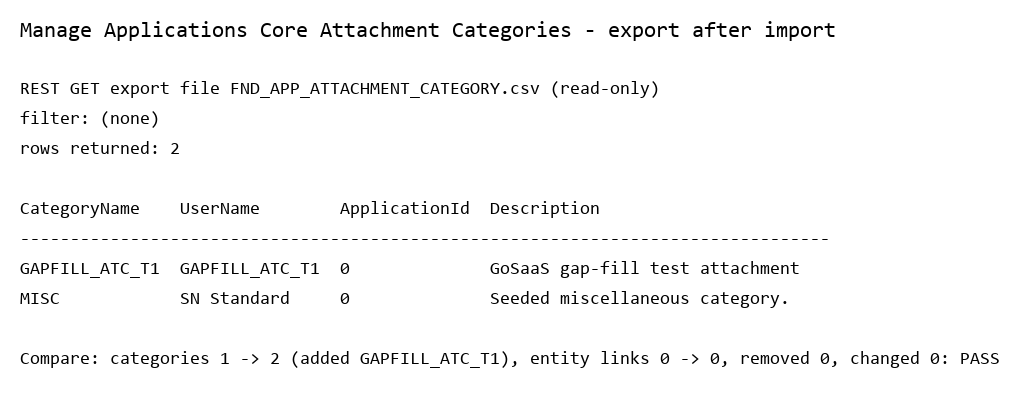 Manage Applications Core Attachment Categories - export after import
REST GET export file FND_APP_ATTACHMENT_CATEGORY.csv (read-only)
filter: (none)
rows returned: 2
CategoryName    UserName        ApplicationId  Description
---------------------------------------------------------------------------------
GAPFILL_ATC_T1  GAPFILL_ATC_T1  0              GoSaaS gap-fill test attachment
MISC            SN Standard     0              Seeded miscellaneous category.
Compare: categories 1 -> 2 (added GAPFILL_ATC_T1), entity links 0 -> 0, removed 0, changed 0: PASS